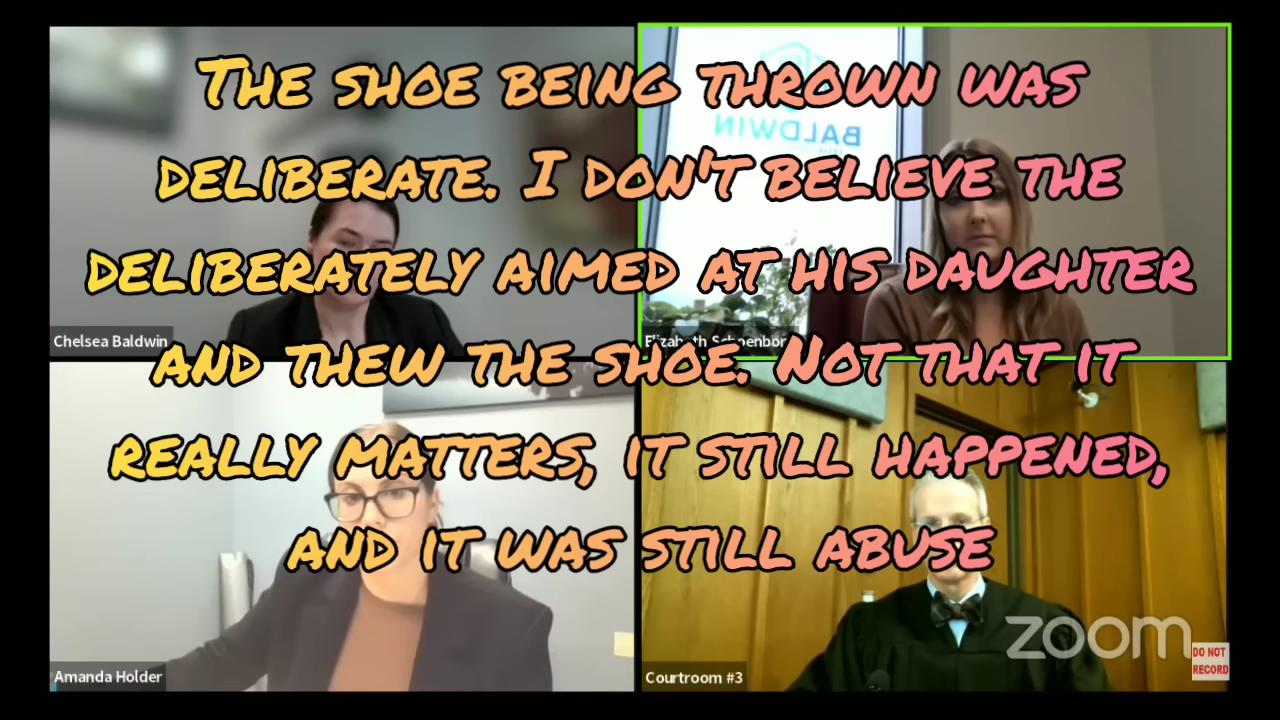 The shoe being thrown was
deliberate. I don't believe the
deliberately aimed at his daughter
and thew the shoe. Not that it
really matters, it still happened,
and it was still abuse
BALDWIN
Chelsea Baldwin
Elizabeth
Amanda Holder
Courtroom #3
zoom
DO NOT
RECORD